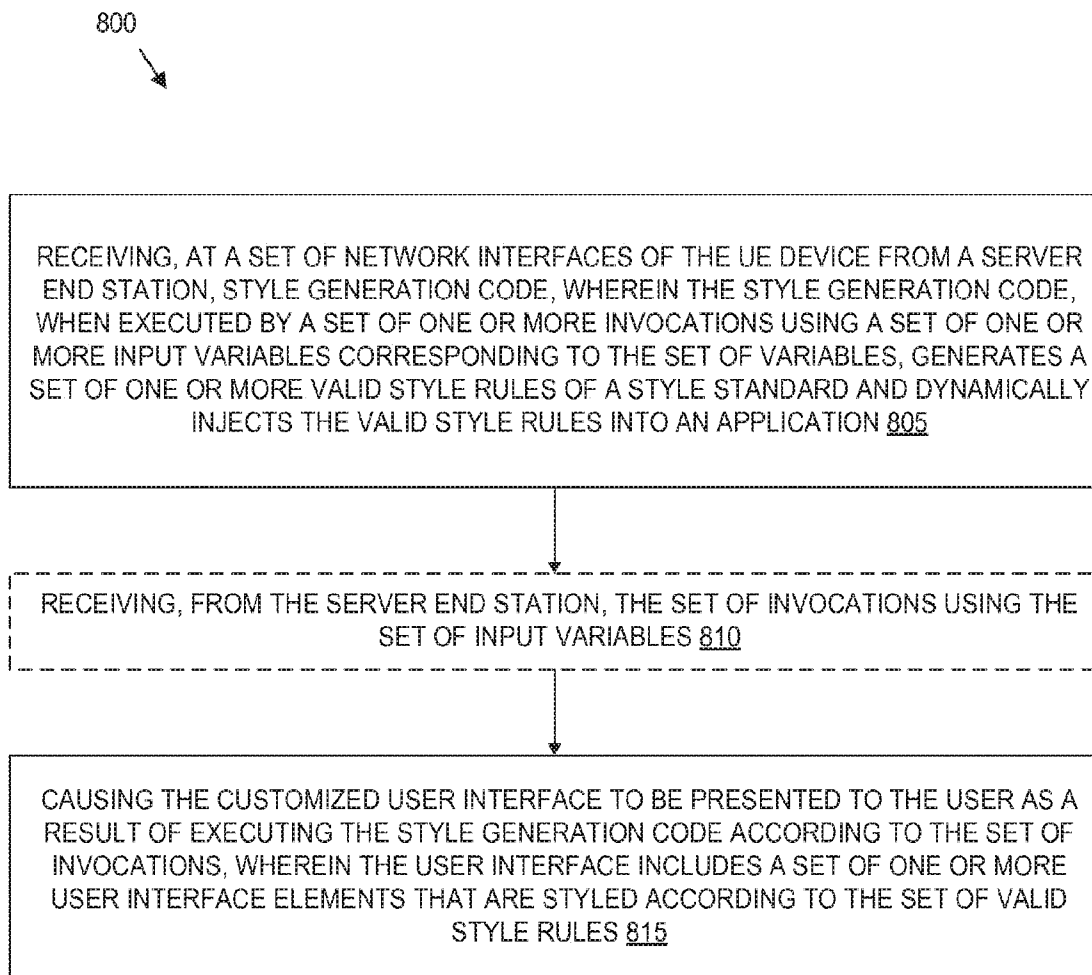 800
RECEIVING, AT A SET OF NETWORK INTERFACES OF THE UE DEVICE FROM A SERVER
END STATION, STYLE GENERATION CODE, WHEREIN THE STYLE GENERATION CODE,
WHEN EXECUTED BY A SET OF ONE OR MORE INVOCATIONS USING A SET OF ONE OR
MORE INPUT VARIABLES CORRESPONDING TO THE SET OF VARIABLES, GENERATES A
SET OF ONE OR MORE VALID STYLE RULES OF A STYLE STANDARD AND DYNAMICALLY
INJECTS THE VALID STYLE RULES INTO AN APPLICATION 805
RECEIVING, FROM THE SERVER END STATION, THE SET OF INVOCATIONS USING THE
SET OF INPUT VARIABLES 810
CAUSING THE CUSTOMIZED USER INTERFACE TO BE PRESENTED TO THE USER AS A
RESULT OF EXECUTING THE STYLE GENERATION CODE ACCORDING TO THE SET OF
INVOCATIONS, WHEREIN THE USER INTERFACE INCLUDES A SET OF ONE OR MORE
USER INTERFACE ELEMENTS THAT ARE STYLED ACCORDING TO THE SET OF VALID
STYLE RULES 815